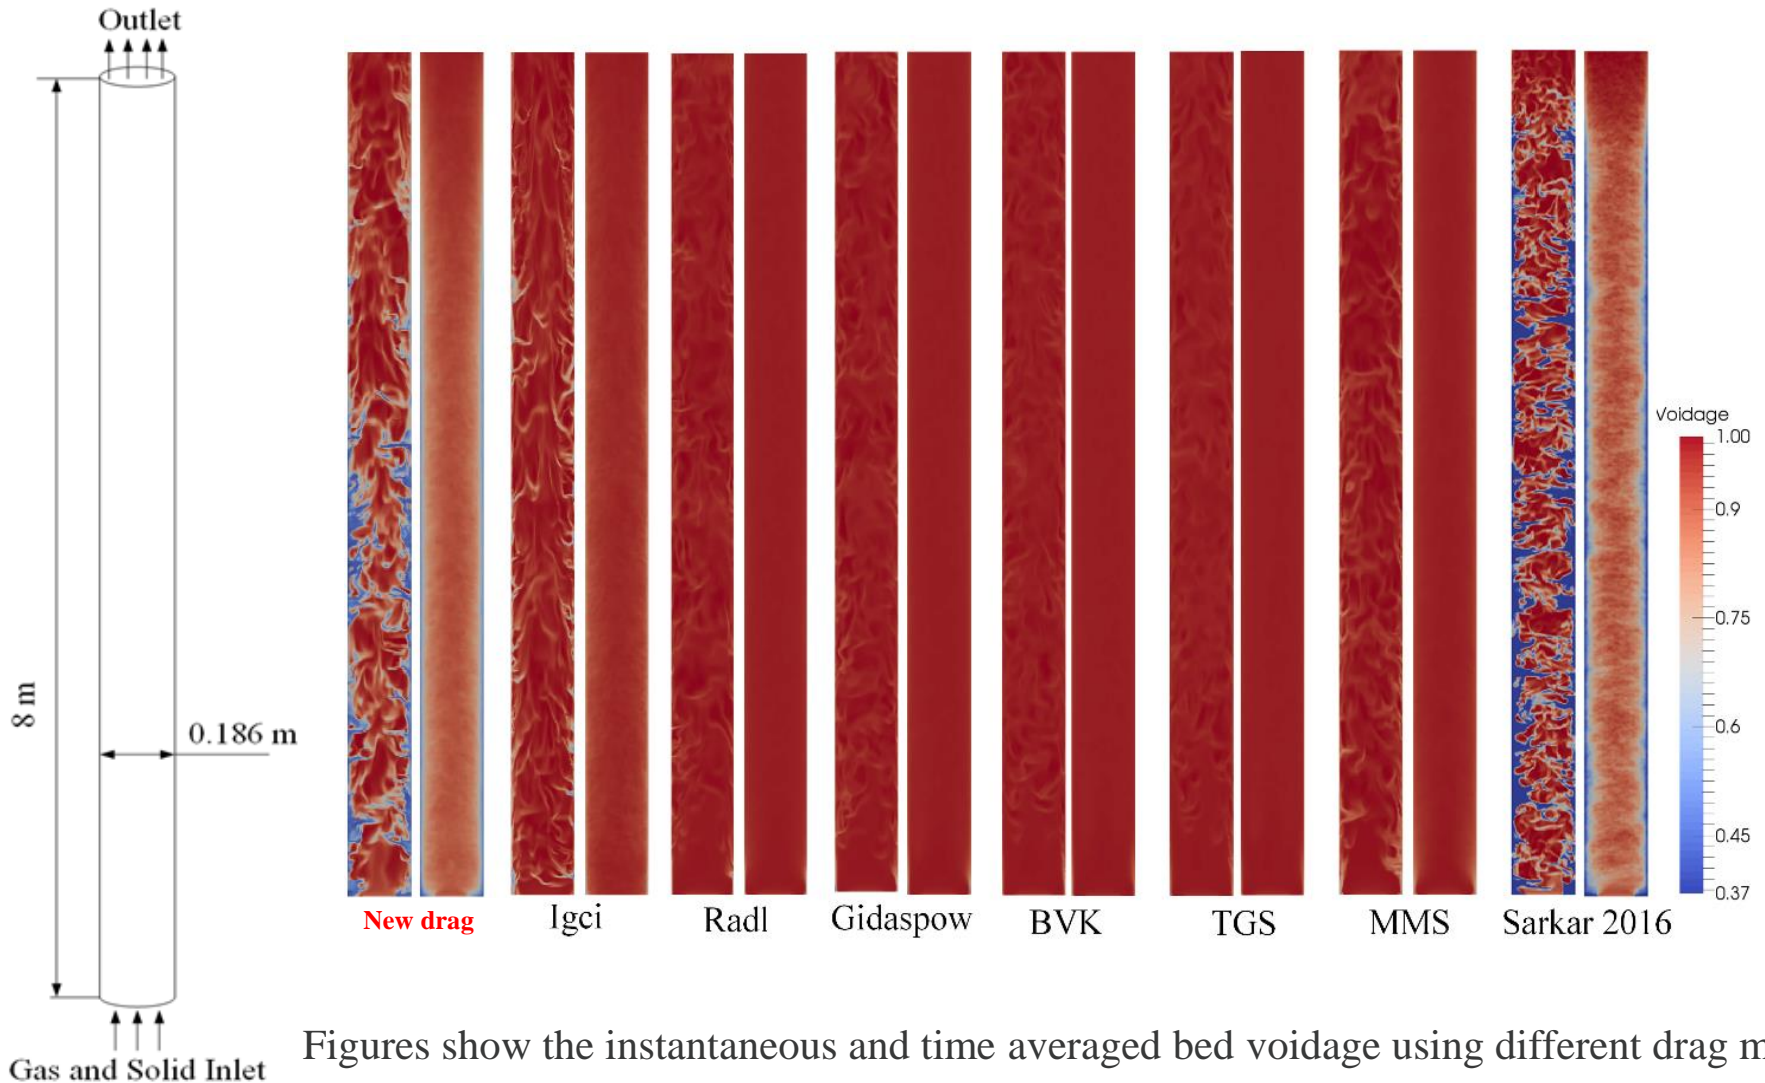 Outlet
8 m
0.186 m
Gas and Solid Inlet
New drag
Igci
Radl
Gidaspow
BVK
TGS
MMS
Sarkar 2016
Voidage
1.00
0.9
0.75
0.6
0.45
0.37
Figures show the instantaneous and time averaged bed voidage using different drag m